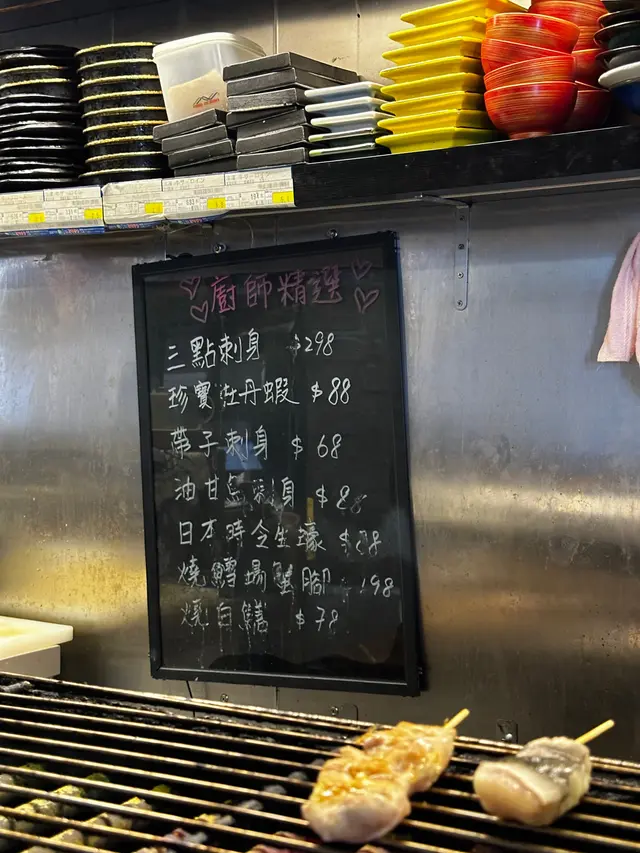 廚師精選
三點刺身 $298
珍寶牡丹蝦 $88
帶子刺身 $68
油甘魚刺身 $88
日本時令生蠔 $28
燒鱈場蟹腳 198
燒白鱔 $78